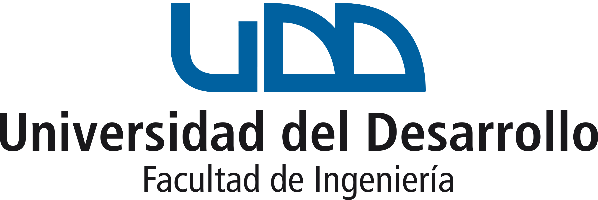 UDD
Universidad del Desarrollo
Facultad de Ingeniería